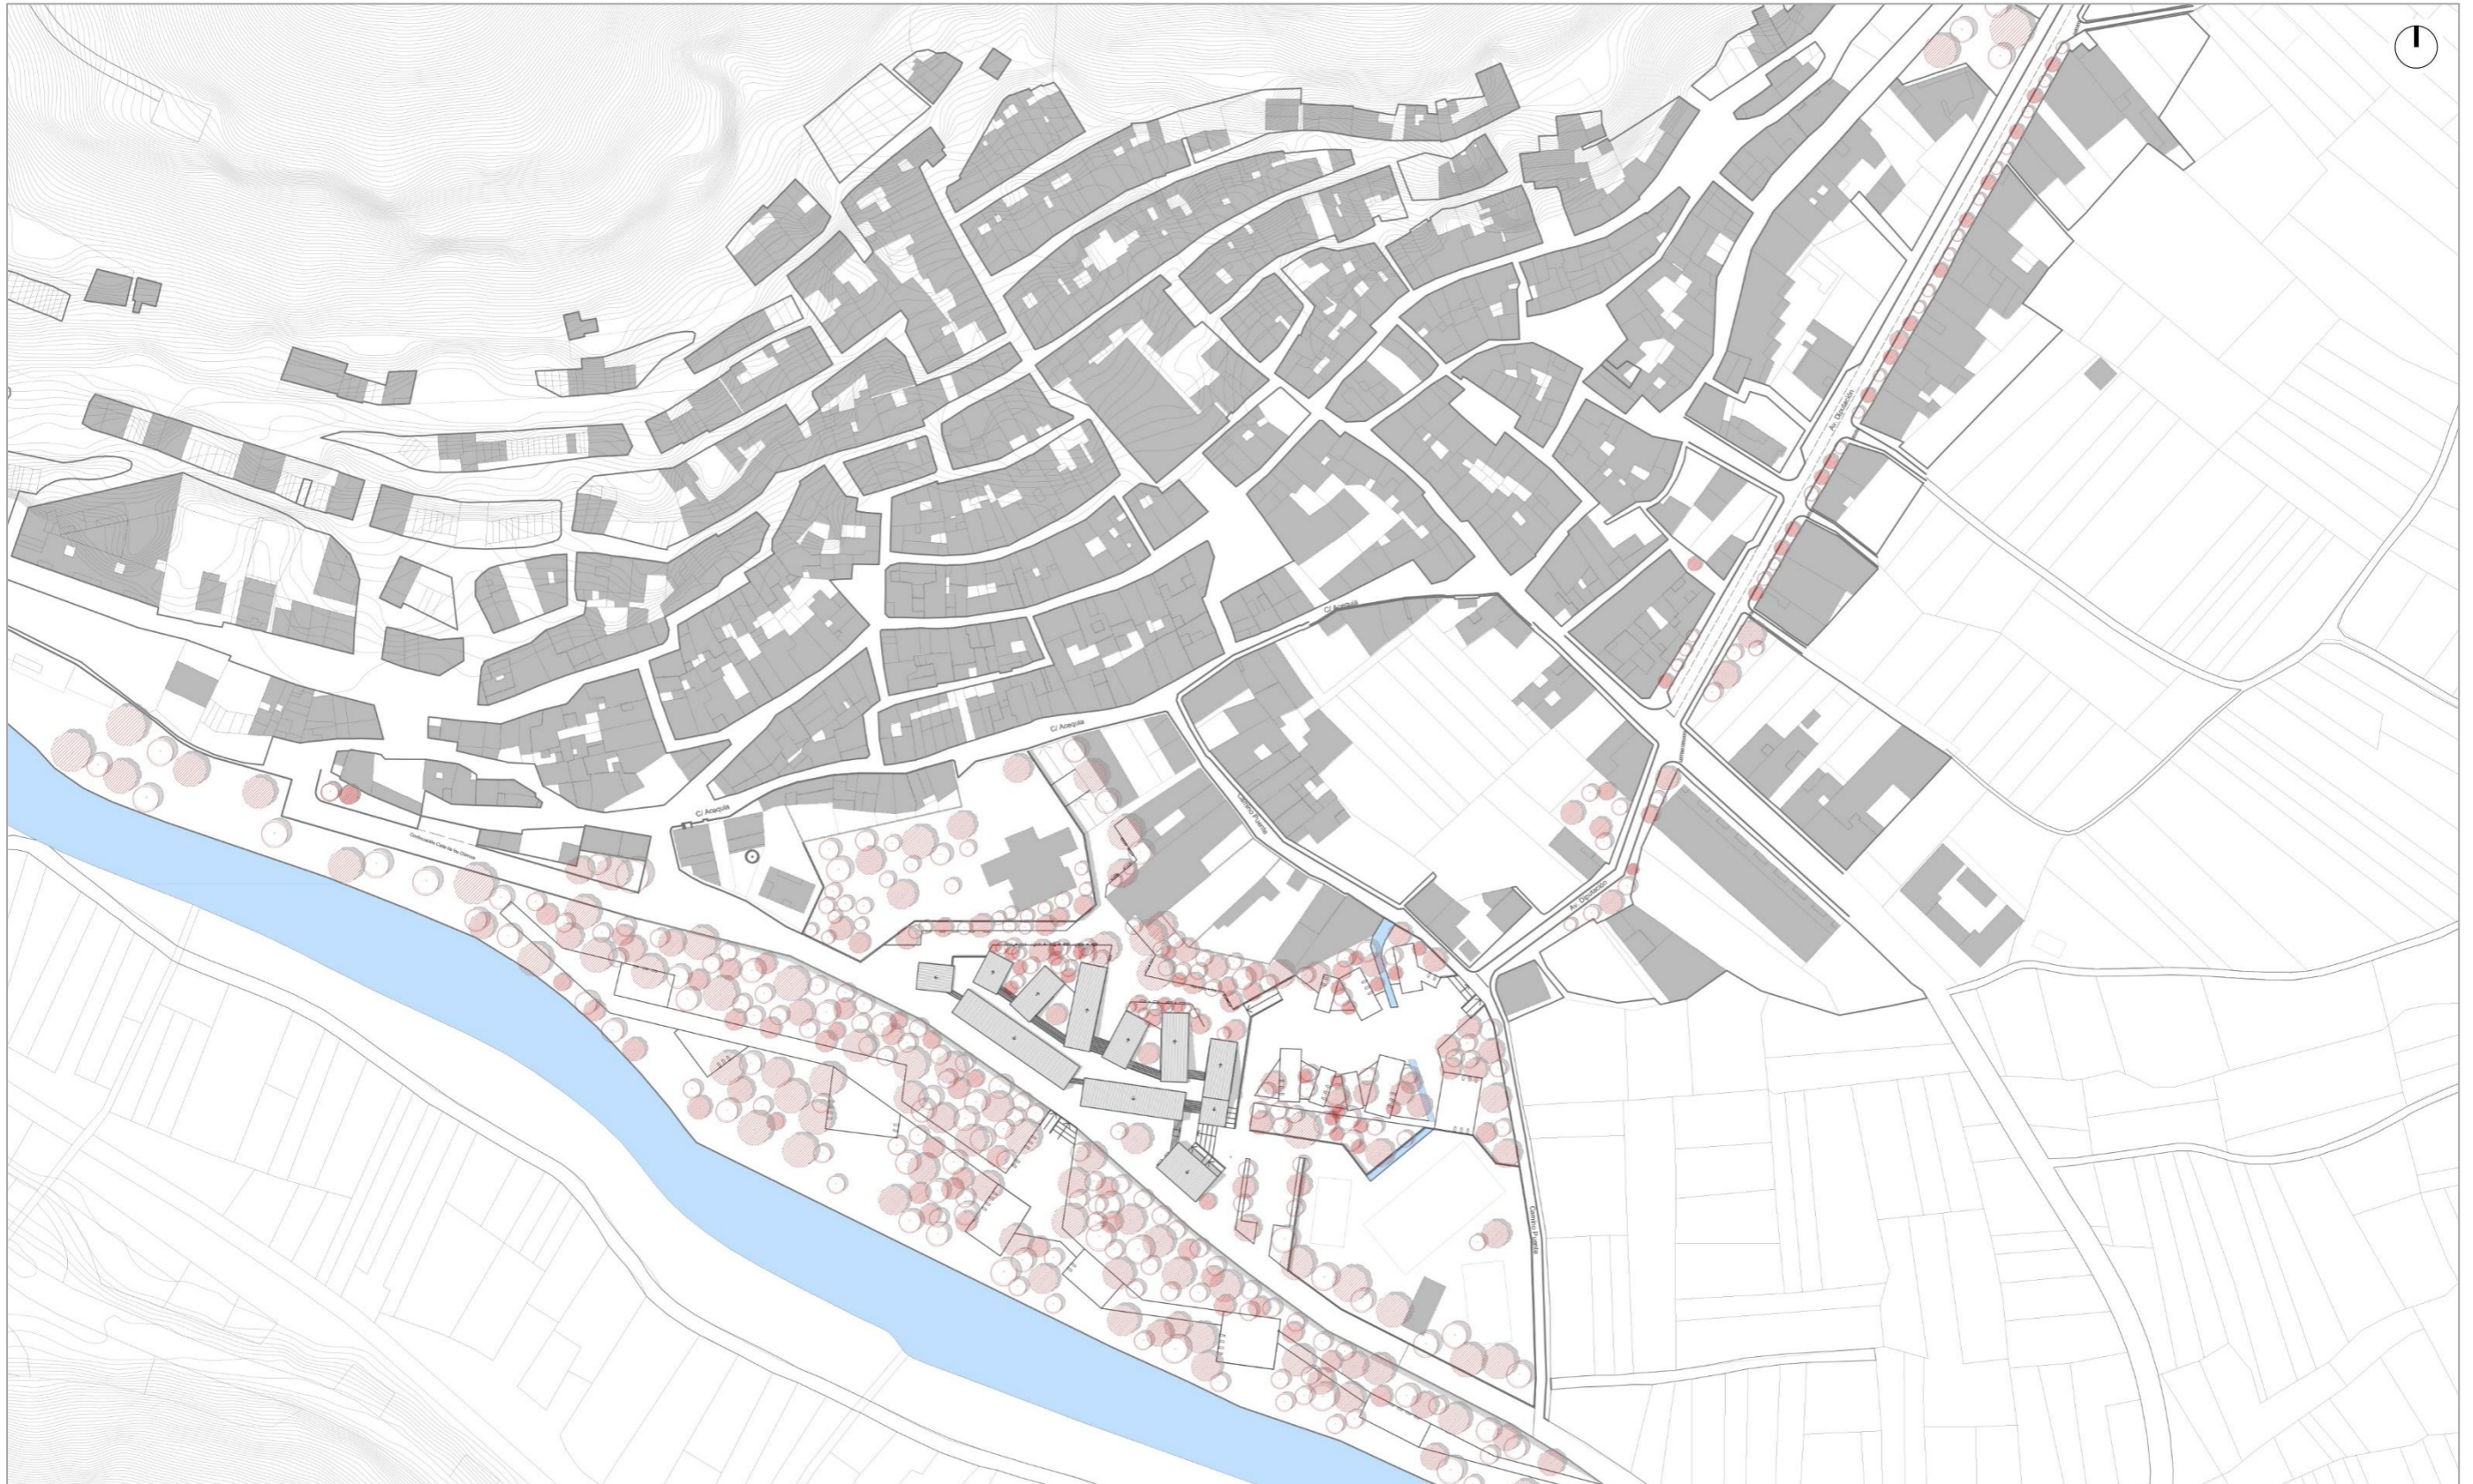 Av. Diputación
C/ Acequia
C/ Acequia
C/ Acequia
Camino Puente
Av. Diputación
Camino Puente